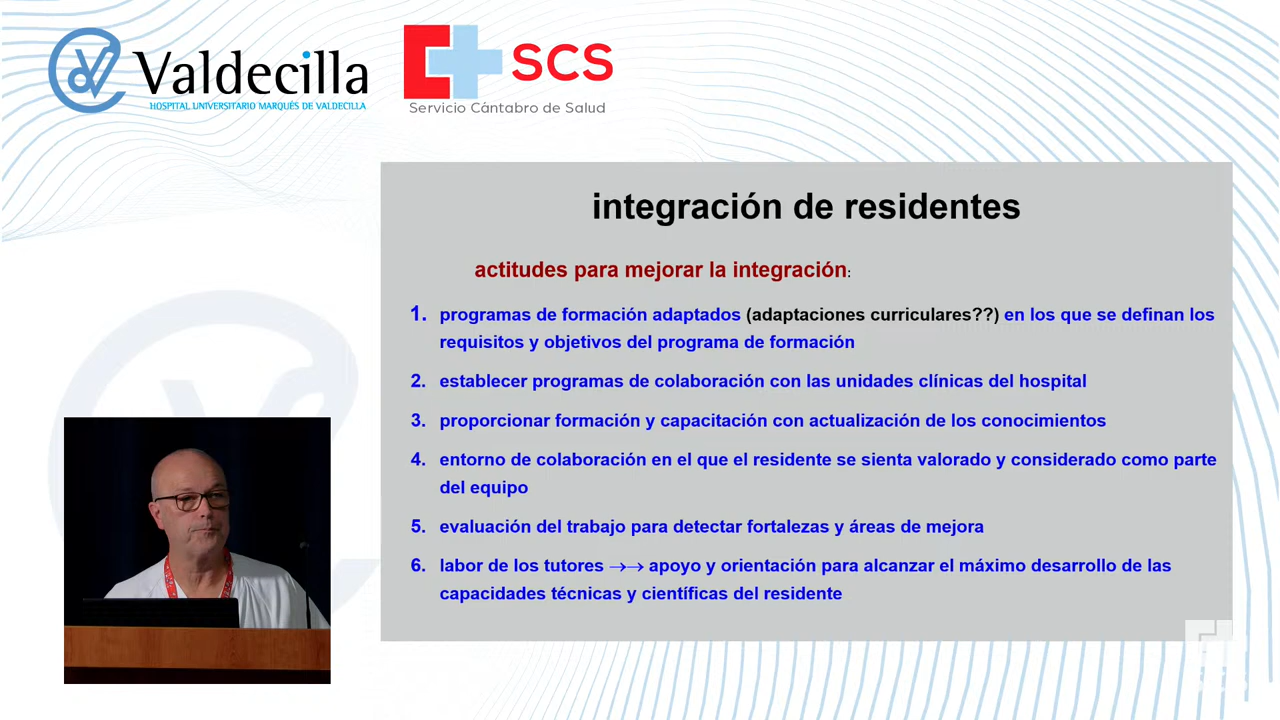 Valdecilla
HOSPITAL UNIVERSITARIO MARQUÉS DE VALDECILLA
SCS
Servicio Cántabro de Salud
integración de residentes
actitudes para mejorar la integración:
1. programas de formación adaptados (adaptaciones curriculares??) en los que se definan los
requisitos y objetivos del programa de formación
2. establecer programas de colaboración con las unidades clínicas del hospital
3. proporcionar formación y capacitación con actualización de los conocimientos
4. entorno de colaboración en el que el residente se sienta valorado y considerado como parte
del equipo
5. evaluación del trabajo para detectar fortalezas y áreas de mejora
6. labor de los tutores →→ apoyo y orientación para alcanzar el máximo desarrollo de las
capacidades técnicas y científicas del residente